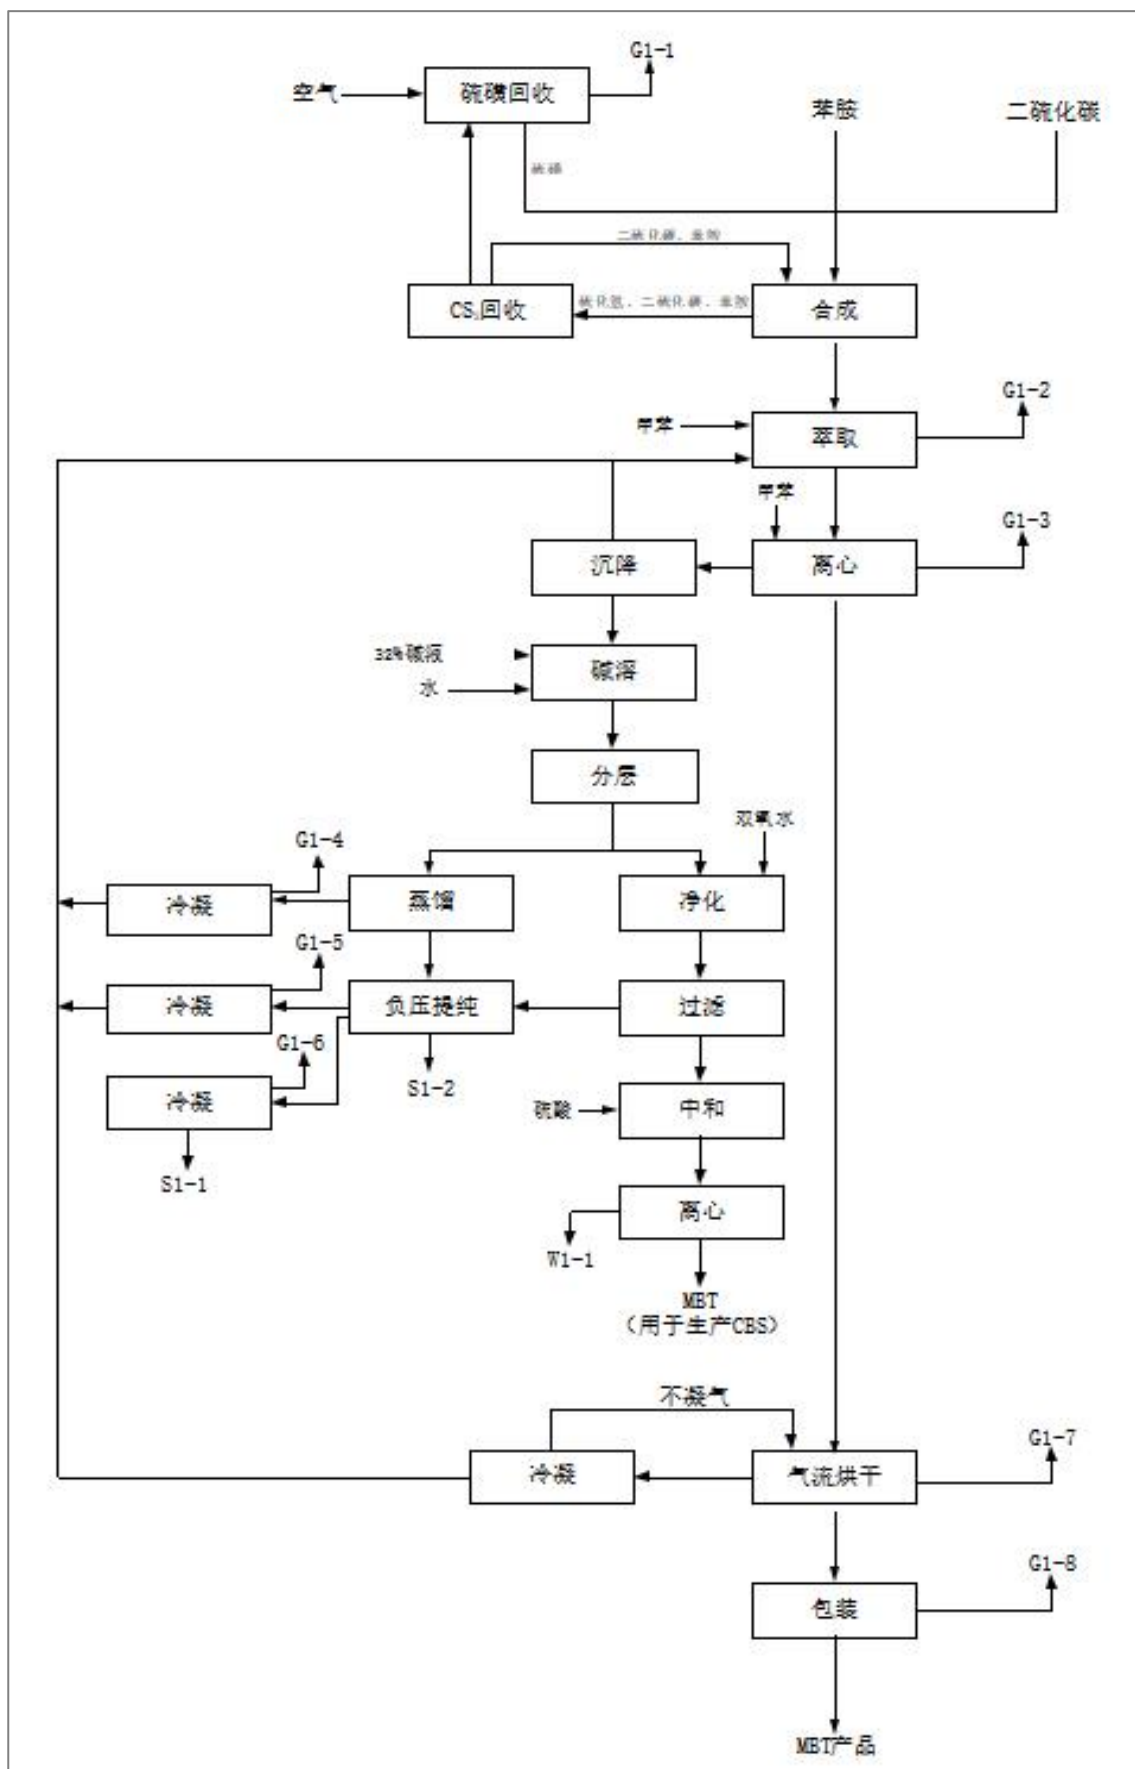 G1-1
空气
硫磺回收
苯胺
二硫化碳
硫磺
二硫化碳、苯胺
CS₂回收
硫化氢、二硫化碳、苯胺
合成
G1-2
甲苯
萃取
甲苯
G1-3
沉降
离心
32%碱液
碱溶
水
分层
双氧水
G1-4
冷凝
蒸馏
净化
G1-5
冷凝
负压提纯
过滤
G1-6
冷凝
S1-2
硫酸
中和
S1-1
离心
W1-1
MBT
（用于生产CBS）
不凝气
G1-7
冷凝
气流烘干
G1-8
包装
MBT产品